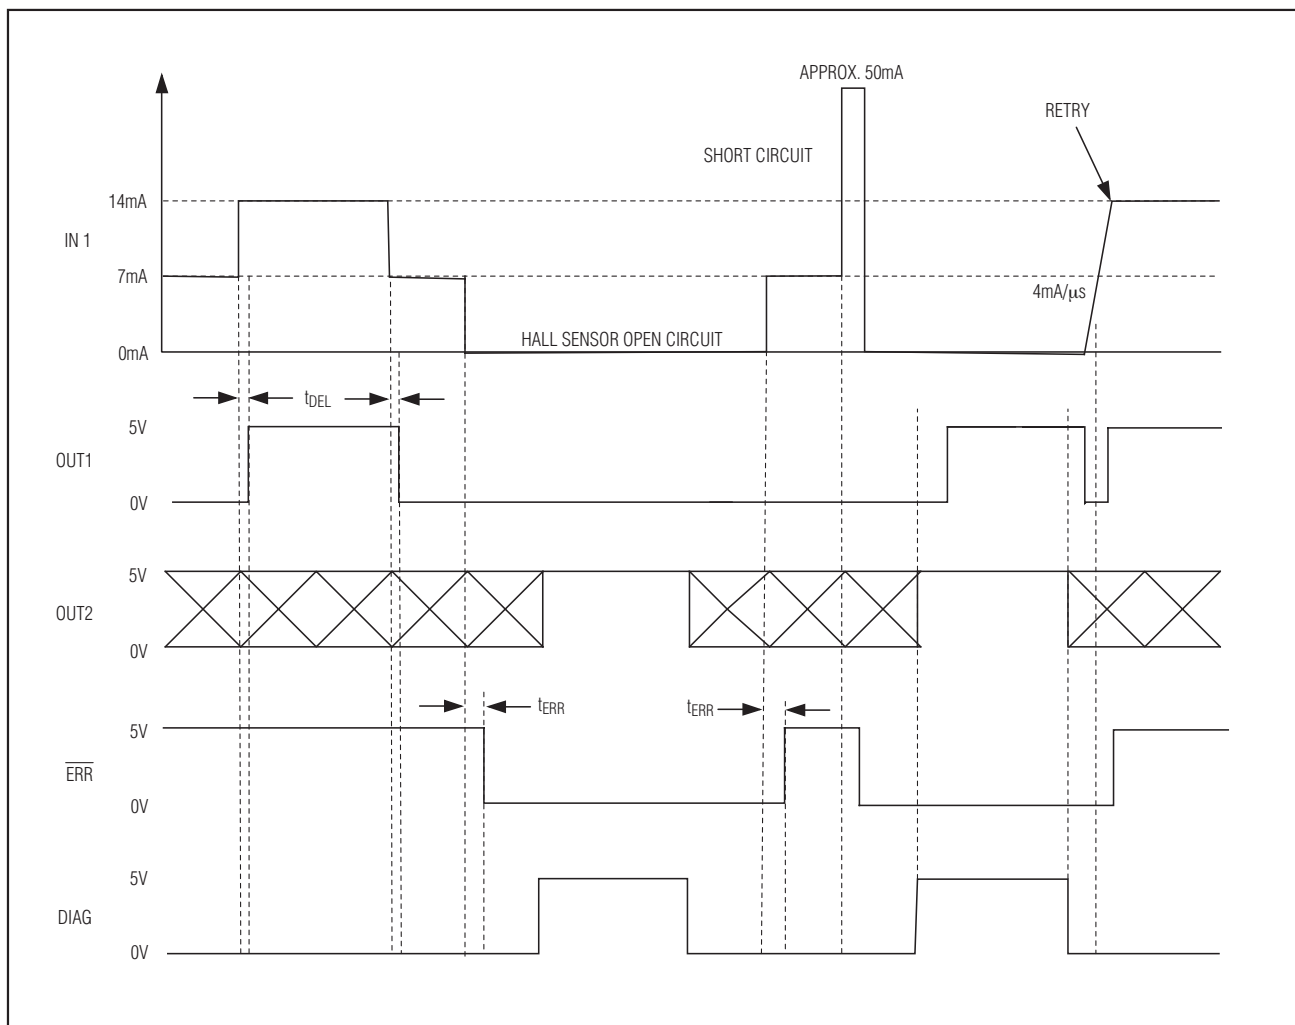 APPROX. 50mA
RETRY
SHORT CIRCUIT
14mA
IN 1
7mA
4mA/μs
HALL SENSOR OPEN CIRCUIT
0mA
tDEL
5V
OUT1
0V
5V
OUT2
0V
tERR
tERR
5V
ERR
0V
5V
DIAG
0V